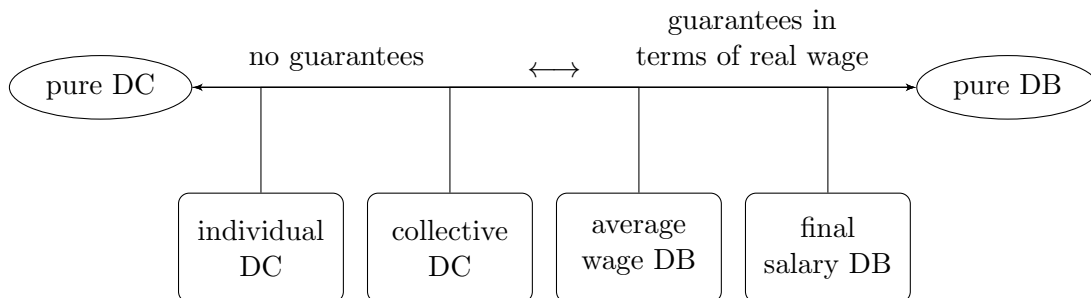 guarantees in
no guarantees
⟷
terms of real wage
pure DC
pure DB
individual
DC
collective
DC
average
wage DB
final
salary DB